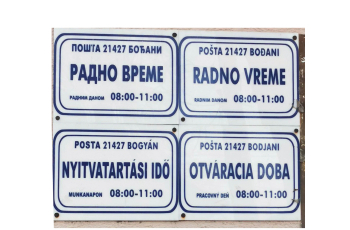 ПОШТА 21427 БОЂАНИ
РАДНО ВРЕМЕ
РАДНИМ ДАНОМ 08:00-11:00
POŠTA 21427 BOĐANI
RADNO VREME
RADNIM DANOM 08:00-11:00
POSTA 21427 BOGYÁN
NYITVATARTÁSI IDŐ
MUNKANAPON 08:00-11:00
POŠTA 21427 BODJANI
OTVÁRACIA DOBA
PRACOVNÝ DEŇ 08:00-11:00